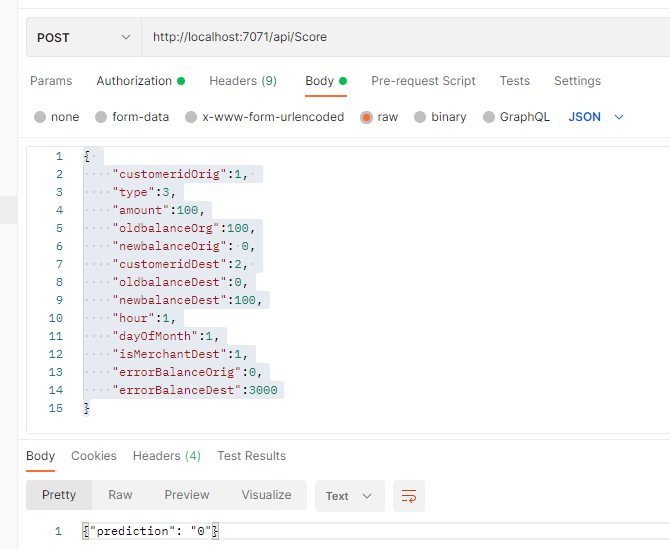 POST http://localhost:7071/api/Score
Params Authorization Headers (9) Body Pre-request Script Tests Settings
none form-data x-www-form-urlencoded raw binary GraphQL JSON
1 {
2 "customeridOrig":1,
3 "type":3,
4 "amount":100,
5 "oldbalanceOrg":100,
6 "newbalanceOrig": 0,
7 "customeridDest":2,
8 "oldbalanceDest":0,
9 "newbalanceDest":100,
10 "hour":1,
11 "dayOfMonth":1,
12 "isMerchantDest":1,
13 "errorBalanceOrig":0,
14 "errorBalanceDest":3000
15 }
Body Cookies Headers (4) Test Results
Pretty Raw Preview Visualize Text
1 {"prediction": "0"}